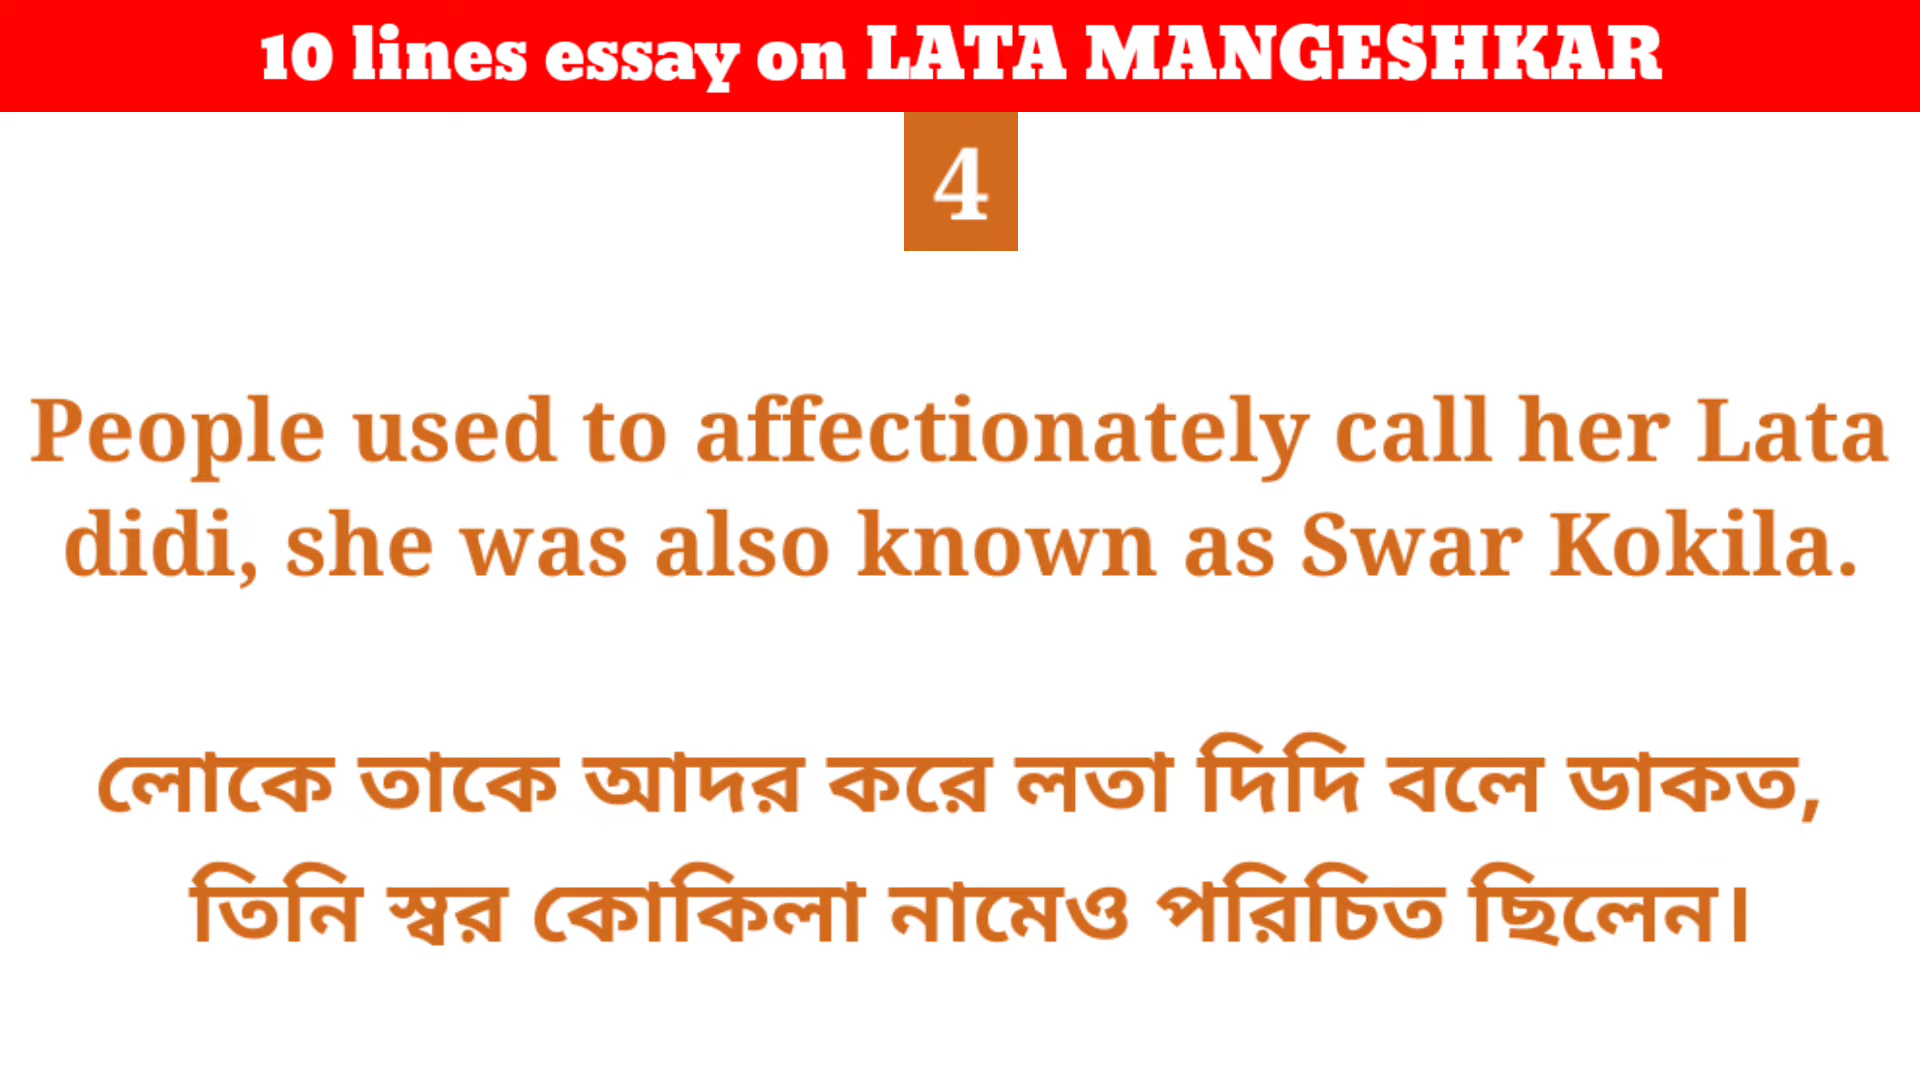 10 lines essay on LATA MANGESHKAR
4
People used to affectionately call her Lata
didi, she was also known as Swar Kokila.
লোকে তাকে আদর করে লতা দিদি বলে ডাকত,
তিনি স্বর কোকিলা নামেও পরিচিত ছিলেন।